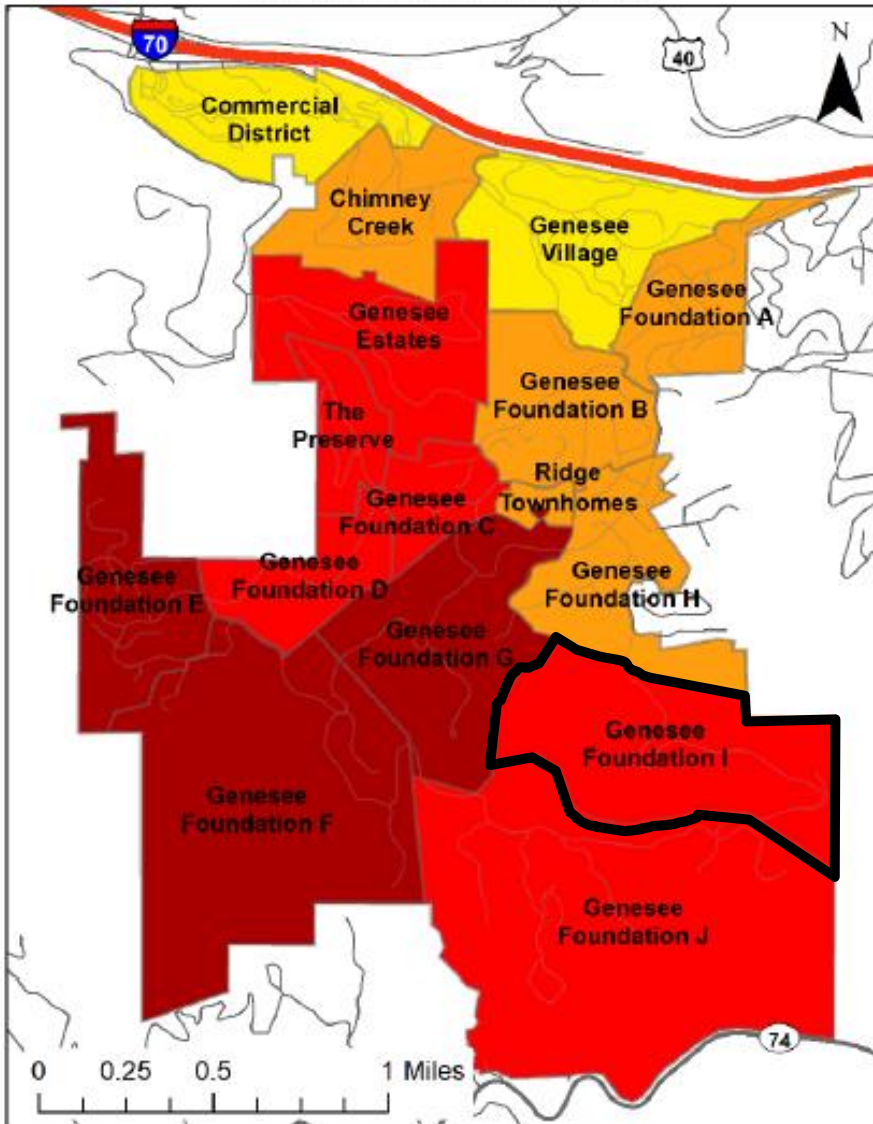 70
40
N
Commercial
District
Chimney
Creek
Genesee
Village
Genesee
Foundation A
Genesee
Estates
Genesee
Foundation B
The
Preserve
Ridge
Townhomes
Genesee
Foundation C
Genesee
Foundation D
Genesee
Foundation E
Genesee
Foundation H
Genesee
Foundation G
Genesee
Foundation I
Genesee
Foundation F
Genesee
Foundation J
74
0 0.25 0.5 1 Miles